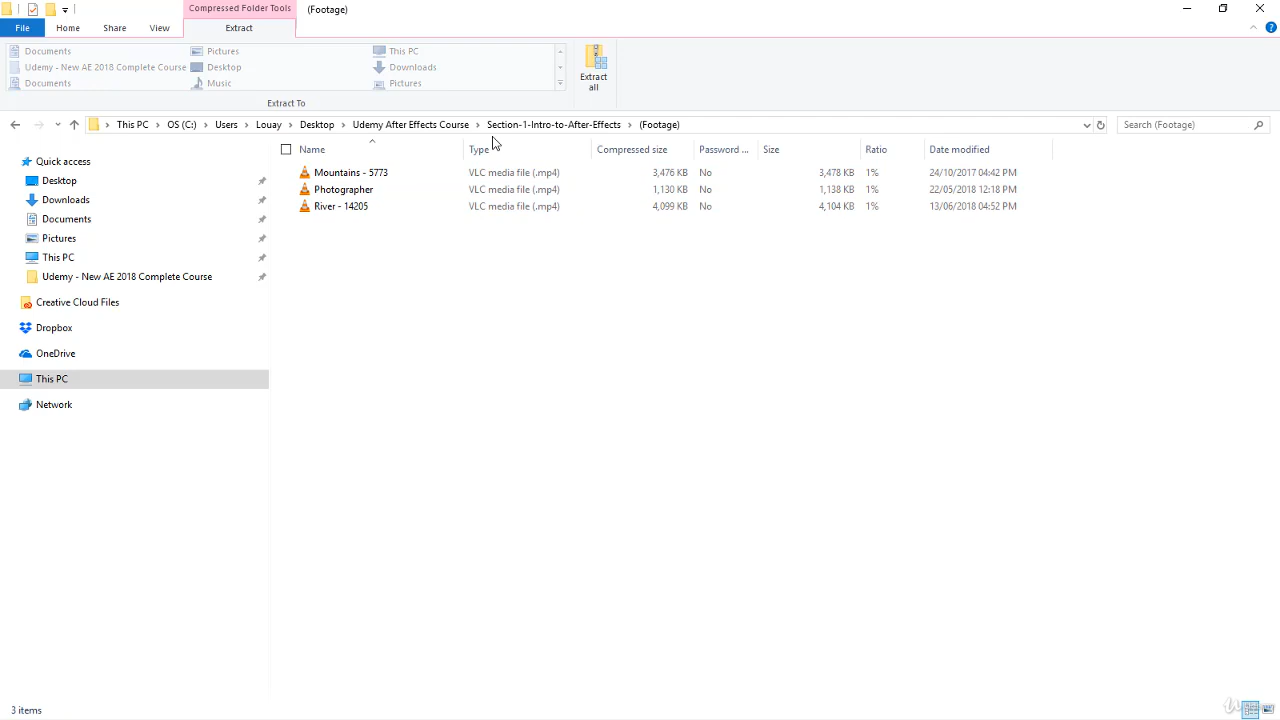 Compressed Folder Tools (Footage)
File Home Share View Extract
Documents Pictures This PC
Udemy - New AE 2018 Complete Course Desktop Downloads
Documents Music Pictures
Extract all
Extract To
This PC OS (C:) Users Louay Desktop Udemy After Effects Course Section-1-Intro-to-After-Effects (Footage) Search (Footage)
Name Type Compressed size Password ... Size Ratio Date modified
Mountains - 5773 VLC media file (.mp4) 3,476 KB No 3,478 KB 1% 24/10/2017 04:42 PM
Photographer VLC media file (.mp4) 1,130 KB No 1,138 KB 1% 22/05/2018 12:18 PM
River - 14205 VLC media file (.mp4) 4,099 KB No 4,104 KB 1% 13/06/2018 04:52 PM
Quick access
Desktop
Downloads
Documents
Pictures
This PC
Udemy - New AE 2018 Complete Course
Creative Cloud Files
Dropbox
OneDrive
This PC
Network
3 items